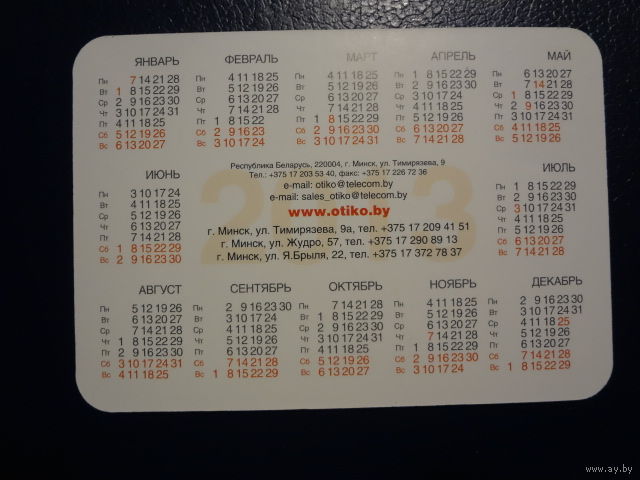 ЯНВАРЬ ФЕВРАЛЬ МАРТ АПРЕЛЬ МАЙ
Пн 7 14 21 28 Пн 4 11 18 25 Пн 4 11 18 25 Пн 1 8 15 22 29 Пн 6 13 20 27
Вт 1 8 15 22 29 Вт 5 12 19 26 Вт 5 12 19 26 Вт 2 9 16 23 30 Вт 7 14 21 28
Ср 2 9 16 23 30 Ср 6 13 20 27 Ср 6 13 20 27 Ср 3 10 17 24 Ср 1 8 15 22 29
Чт 3 10 17 24 31 Чт 7 14 21 28 Чт 7 14 21 28 Чт 4 11 18 25 Чт 2 9 16 23 30
Пт 4 11 18 25 Пт 1 8 15 22 Пт 1 8 15 22 29 Пт 5 12 19 26 Пт 3 10 17 24 31
Сб 5 12 19 26 Сб 2 9 16 23 Сб 2 9 16 23 30 Сб 6 13 20 27 Сб 4 11 18 25
Вс 6 13 20 27 Вс 3 10 17 24 Вс 3 10 17 24 31 Вс 7 14 21 28 Вс 5 12 19 26
Республика Беларусь, 220004, г. Минск, ул. Тимирязева, 9
Тел.: +375 17 203 53 40, факс: +375 17 226 72 36
e-mail: otiko@telecom.by
e-mail: sales_otiko@telecom.by
www.otiko.by
г. Минск, ул. Тимирязева, 9а, тел. +375 17 209 41 51
г. Минск, ул. Жудро, 57, тел. +375 17 290 89 13
г. Минск, ул. Я.Брыля, 22, тел. +375 17 372 78 37
2013
ИЮНЬ ИЮЛЬ
Пн 3 10 17 24 Пн 1 8 15 22 29
Вт 4 11 18 25 Вт 2 9 16 23 30
Ср 5 12 19 26 Ср 3 10 17 24 31
Чт 6 13 20 27 Чт 4 11 18 25
Пт 7 14 21 28 Пт 5 12 19 26
Сб 1 8 15 22 29 Сб 6 13 20 27
Вс 2 9 16 23 30 Вс 7 14 21 28
АВГУСТ СЕНТЯБРЬ ОКТЯБРЬ НОЯБРЬ ДЕКАБРЬ
Пн 5 12 19 26 Пн 2 9 16 23 30 Пн 7 14 21 28 Пн 4 11 18 25 Пн 2 9 16 23 30
Вт 6 13 20 27 Вт 3 10 17 24 Вт 1 8 15 22 29 Вт 5 12 19 26 Вт 3 10 17 24 31
Ср 7 14 21 28 Ср 4 11 18 25 Ср 2 9 16 23 30 Ср 6 13 20 27 Ср 4 11 18 25
Чт 1 8 15 22 29 Чт 5 12 19 26 Чт 3 10 17 24 31 Чт 7 14 21 28 Чт 5 12 19 26
Пт 2 9 16 23 30 Пт 6 13 20 27 Пт 4 11 18 25 Пт 1 8 15 22 29 Пт 6 13 20 27
Сб 3 10 17 24 31 Сб 7 14 21 28 Сб 5 12 19 26 Сб 2 9 16 23 30 Сб 7 14 21 28
Вс 4 11 18 25 Вс 1 8 15 22 29 Вс 6 13 20 27 Вс 3 10 17 24 Вс 1 8 15 22 29
www.ay.by